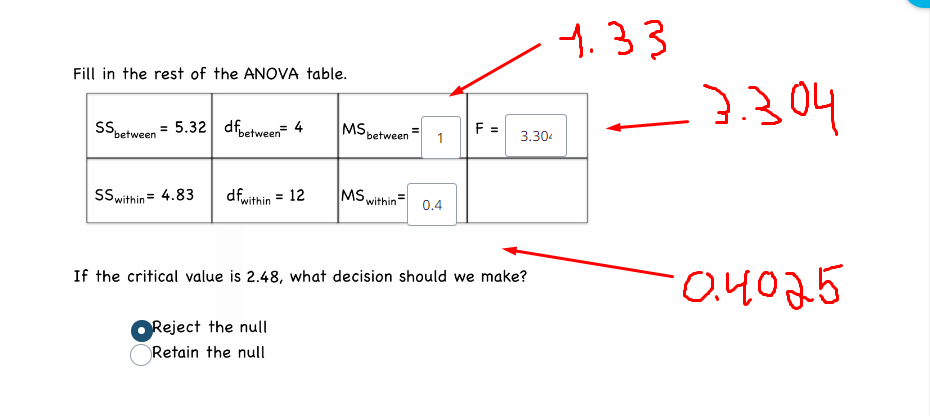 1.33
Fill in the rest of the ANOVA table.
3.304
SSbetween = 5.32 dfbetween= 4 MSbetween= 1 F = 3.304
SSwithin= 4.83 dfwithin = 12 MSwithin= 0.4
If the critical value is 2.48, what decision should we make?
0.4025
Reject the null
Retain the null